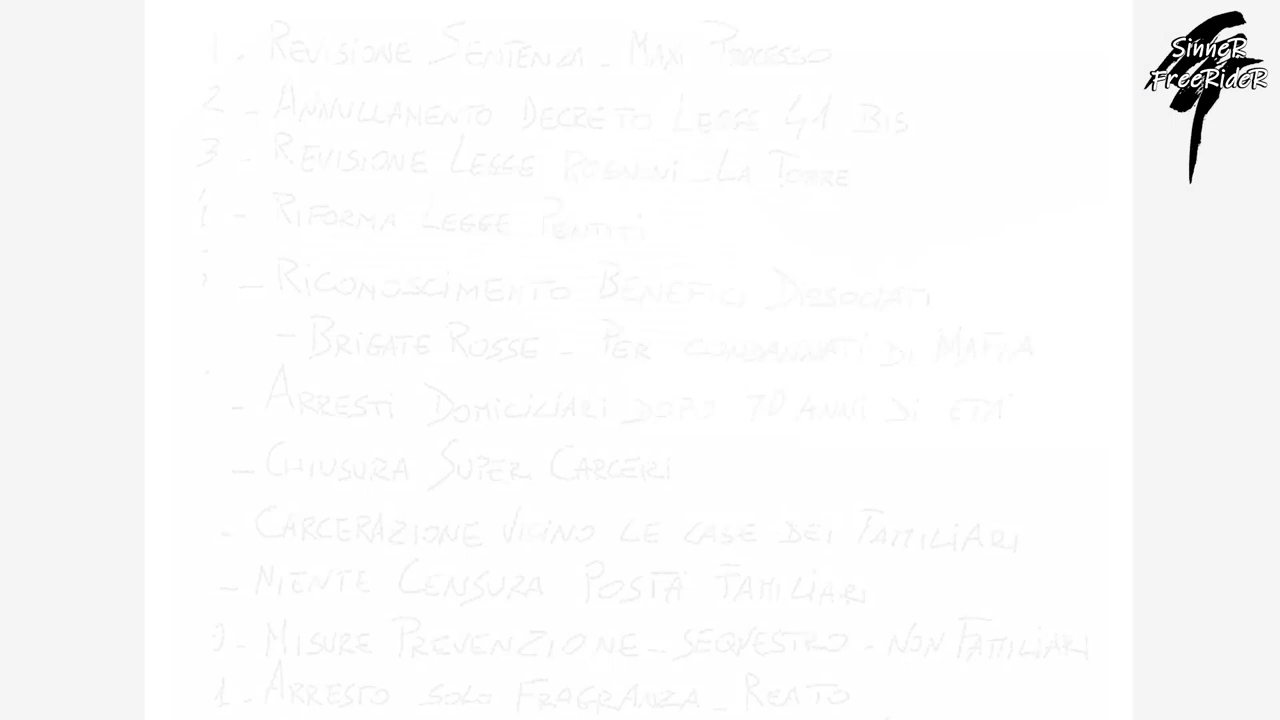 1 - REVISIONE SENTENZA - MAXI PROCESSO
2 - ANNULLAMENTO DECRETO LEGGE 41 BIS
3 - REVISIONE LEGGE ROGNONI - LA TORRE
- RIFORMA LEGGE PENTITI
- RICONOSCIMENTO BENEFICI DISSOCIATI
- BRIGATE ROSSE - PER CONDANNATI DI MAFIA
- ARRESTI DOMICILIARI DOPO 70 ANNI DI ETA'
- CHIUSURA SUPER CARCERI
- CARCERAZIONE VICINO LE CASE DEI FAMILIARI
- NIENTE CENSURA POSTA FAMILIARI
- MISURE PREVENZIONE - SEQUESTRO - NON FAMILIARI
- ARRESTO SOLO FRAGRANZA - REATO
SinneR
FreeRideR